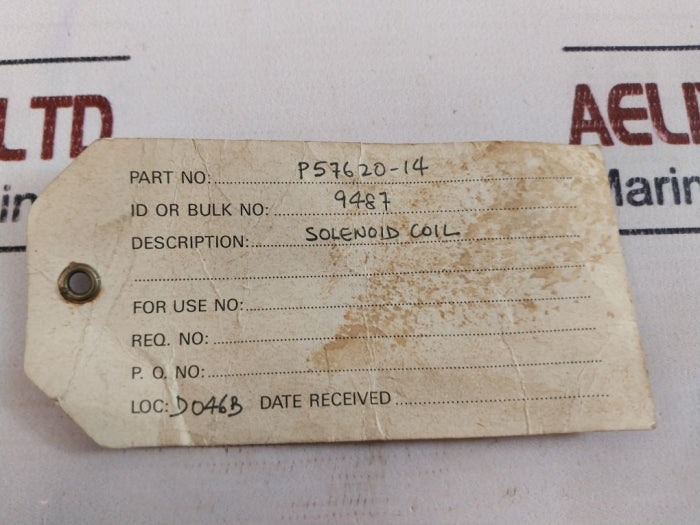 LTD
AELI
Marin
in
PART NO: P57620-14
ID OR BULK NO: 9487
DESCRIPTION: SOLENOID COIL
FOR USE NO:
REQ. NO:
P. O. NO:
LOC: D046B DATE RECEIVED